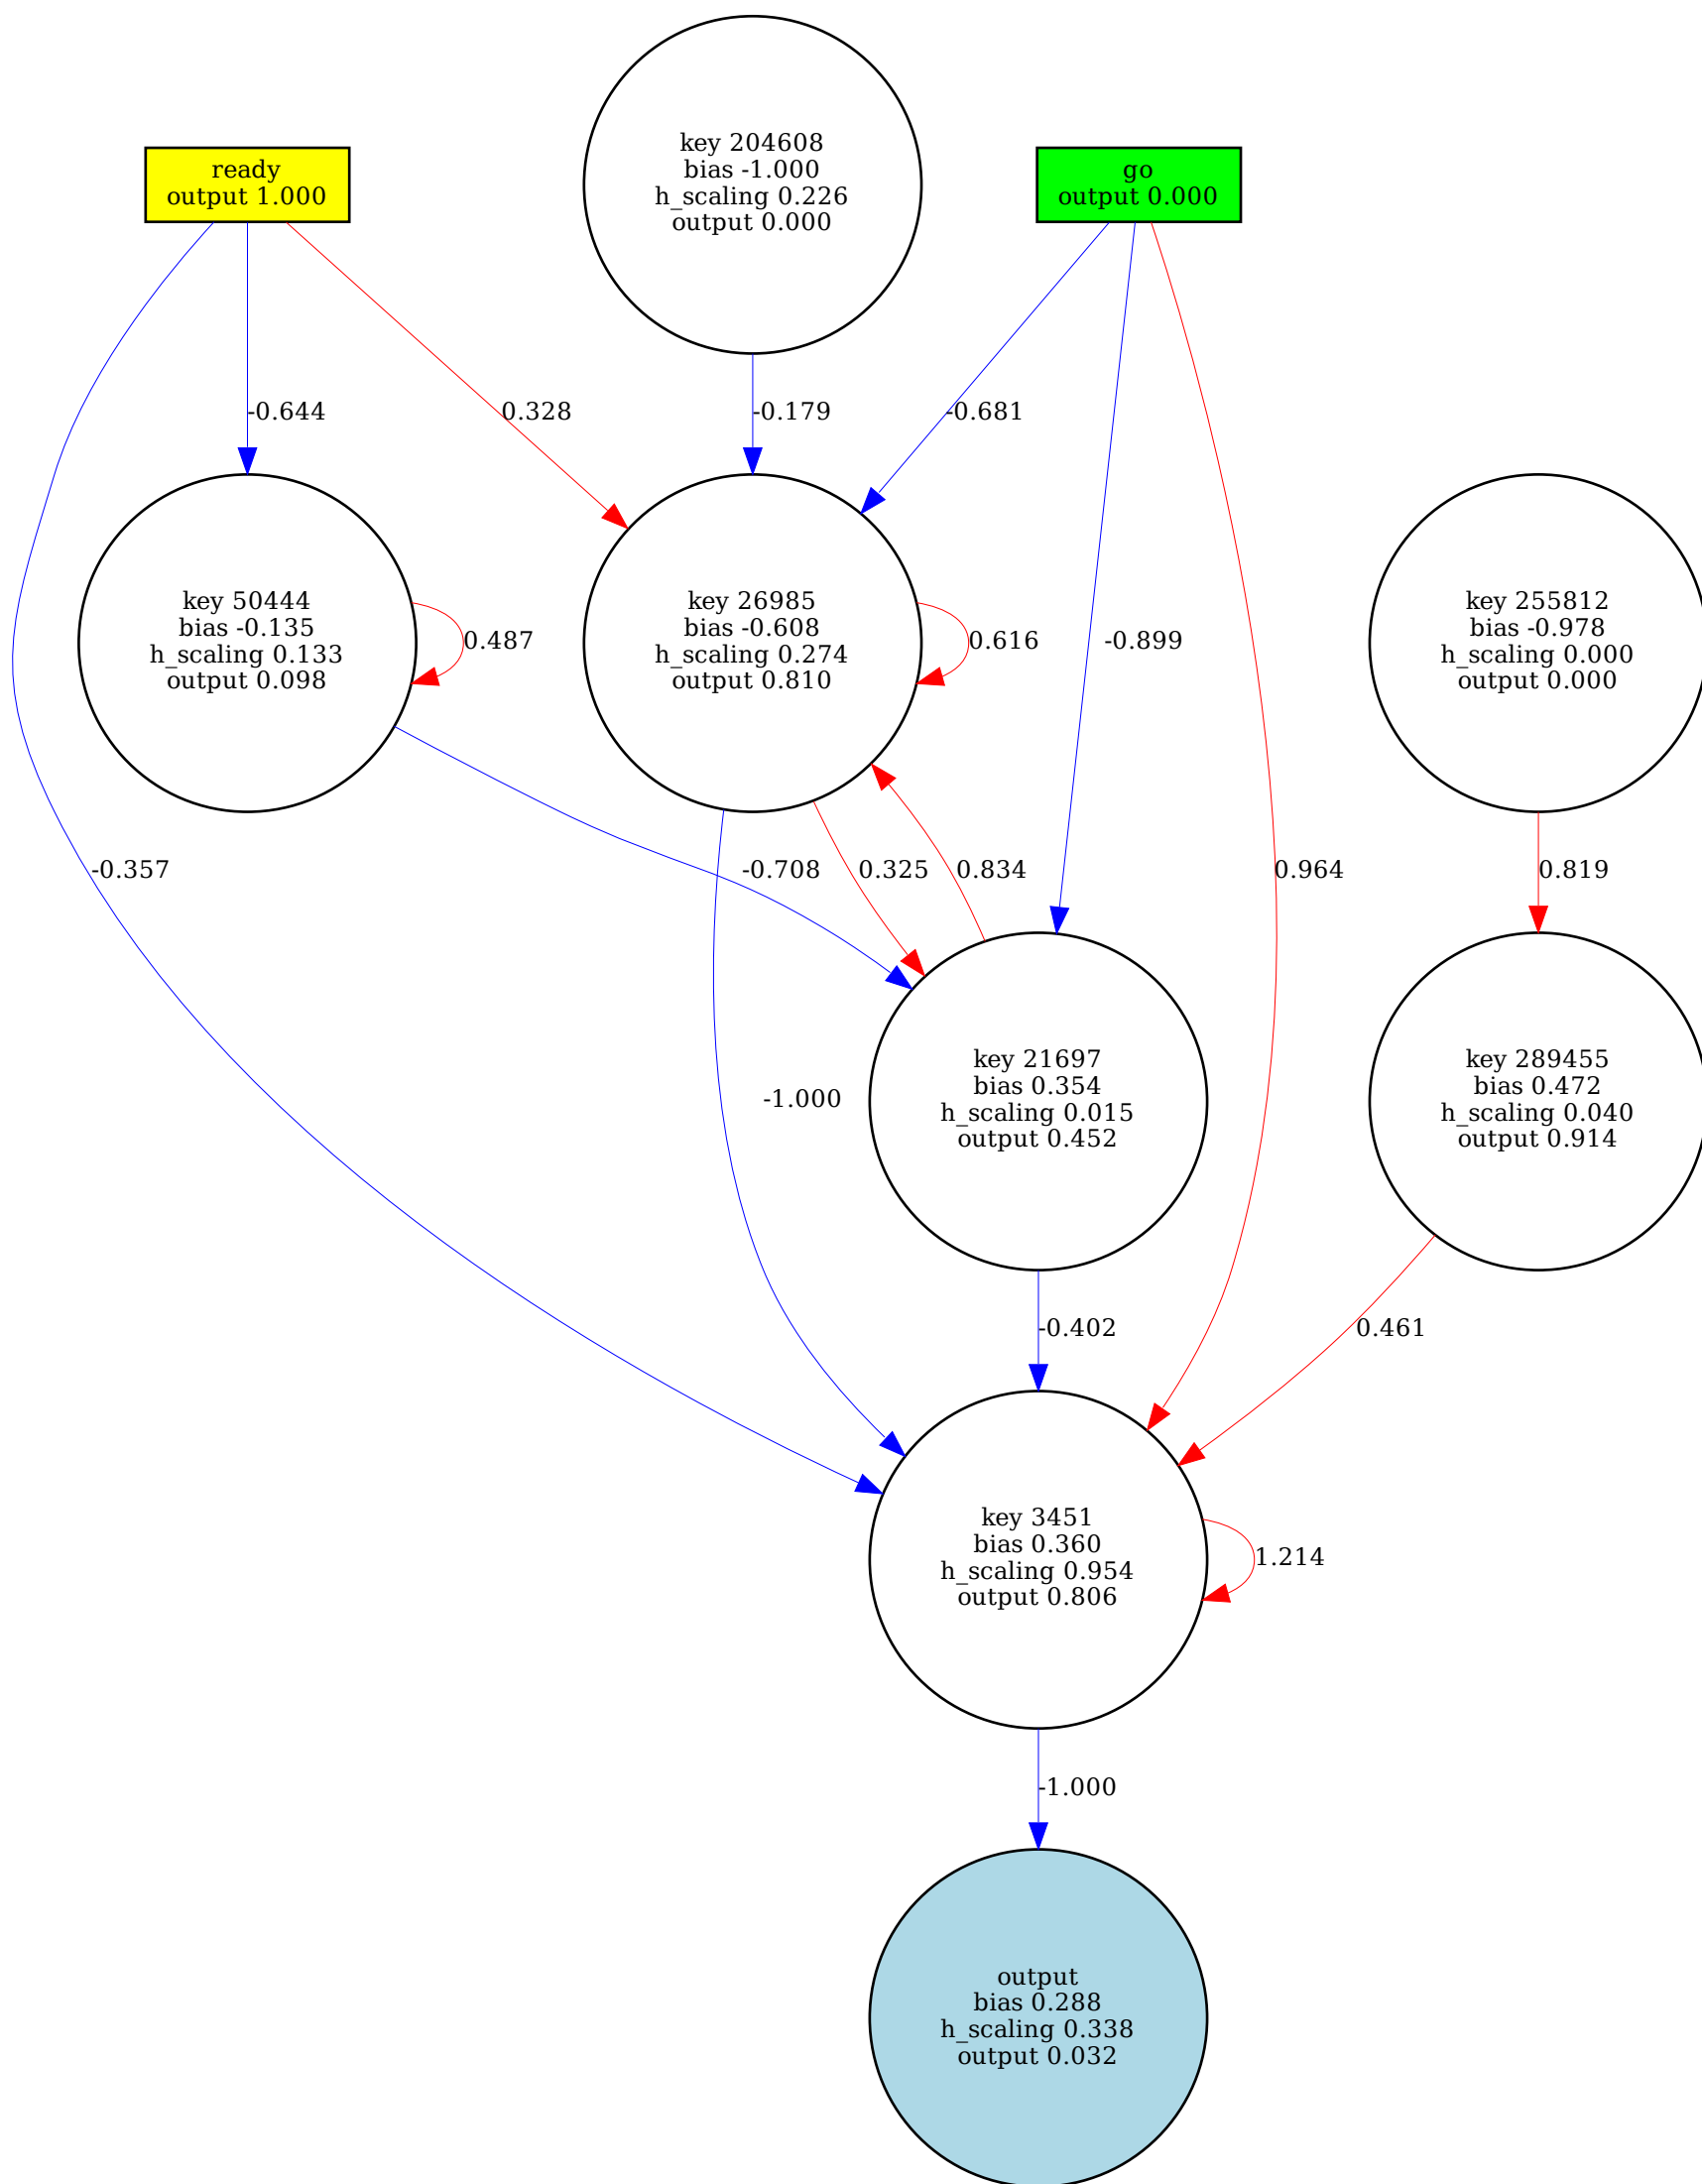 key 204608
bias -1.000
h_scaling 0.226
output 0.000
ready
output 1.000
go
output 0.000
-0.644
0.328
-0.179
-0.681
key 50444
bias -0.135
h_scaling 0.133
output 0.098
0.487
key 26985
bias -0.608
h_scaling 0.274
output 0.810
0.616
-0.899
key 255812
bias -0.978
h_scaling 0.000
output 0.000
-0.357
-0.708
0.325
0.834
0.964
0.819
-1.000
key 21697
bias 0.354
h_scaling 0.015
output 0.452
key 289455
bias 0.472
h_scaling 0.040
output 0.914
-0.402
0.461
key 3451
bias 0.360
h_scaling 0.954
output 0.806
1.214
-1.000
output
bias 0.288
h_scaling 0.338
output 0.032